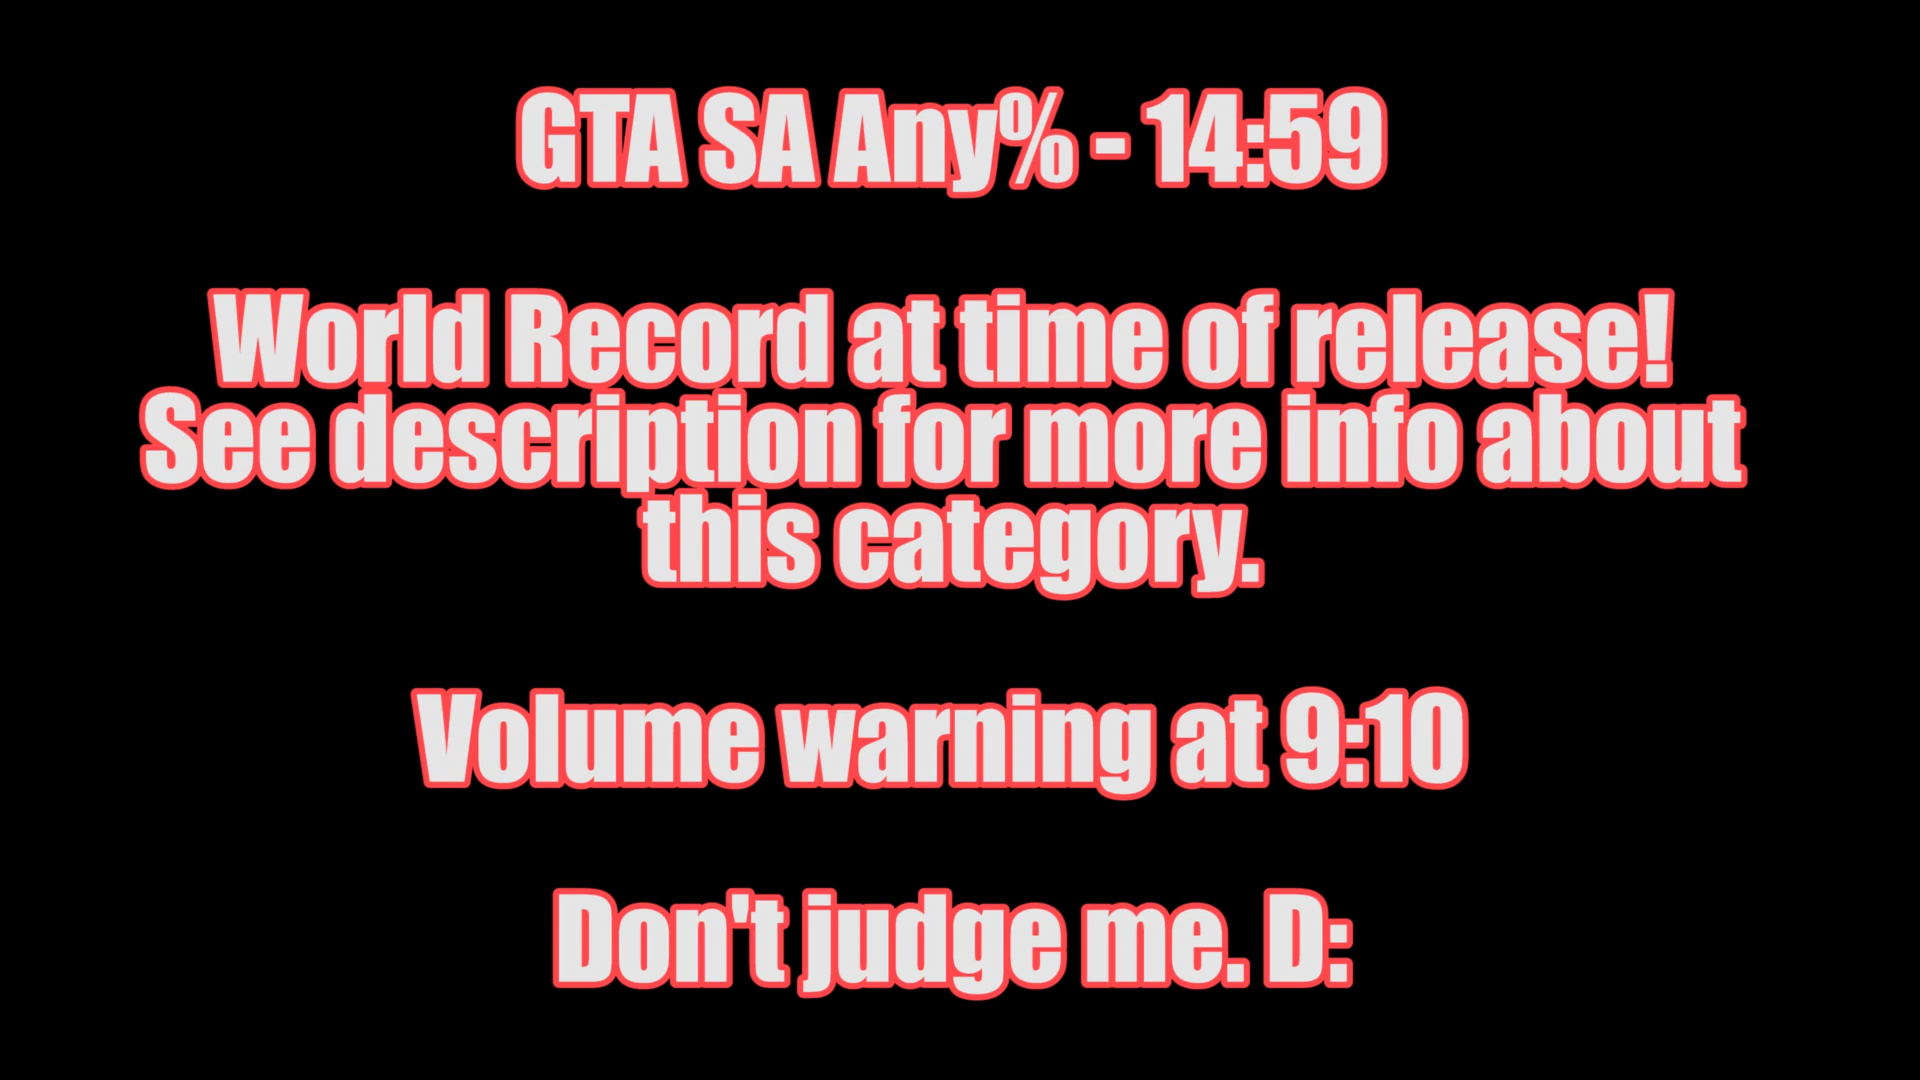 GTA SA Any% - 14:59
World Record at time of release!
See description for more info about
this category.
Volume warning at 9:10
Don't judge me. D: